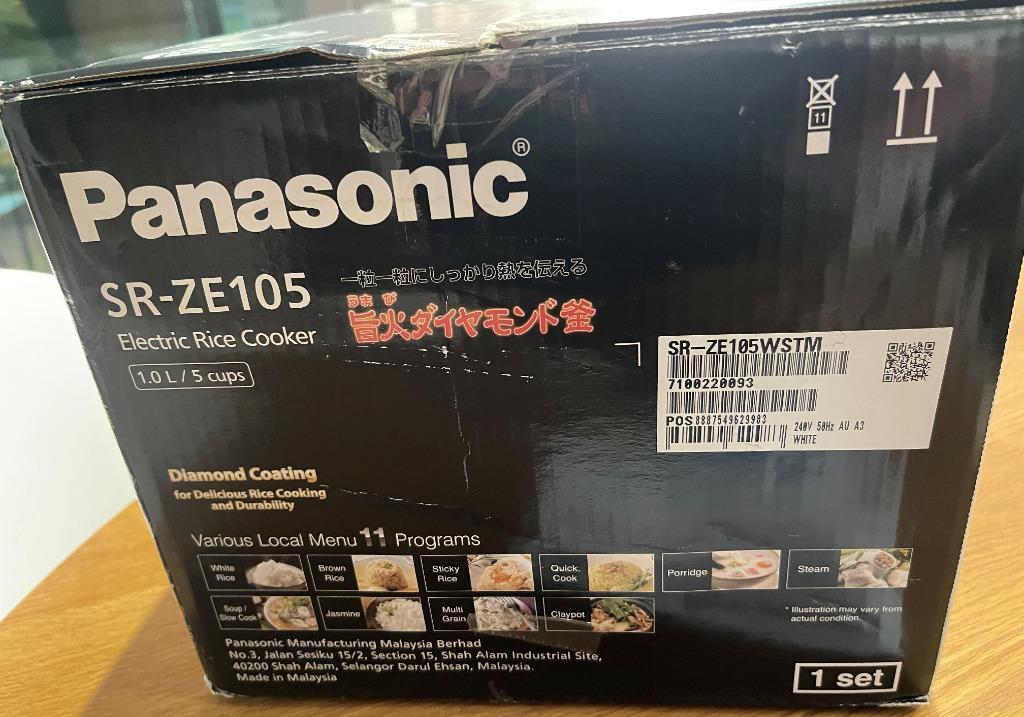 Panasonic®
SR-ZE105
Electric Rice Cooker
1.0 L / 5 cups
一粒一粒にしっかり熱を伝える
うま び
旨火ダイヤモンド釜
11
SR-ZE105WSTM
7100220093
POS 8887549629983
240V 50Hz AU A3
WHITE
Diamond Coating
for Delicious Rice Cooking
and Durability
Various Local Menu 11 Programs
White Rice
Brown Rice
Sticky Rice
Quick Cook
Porridge
Steam
Soup / Slow Cook
Jasmine
Multi Grain
Claypot
* Illustration may vary from
actual condition.
Panasonic Manufacturing Malaysia Berhad
No.3, Jalan Sesiku 15/2, Section 15, Shah Alam Industrial Site,
40200 Shah Alam, Selangor Darul Ehsan, Malaysia.
Made in Malaysia
1 set